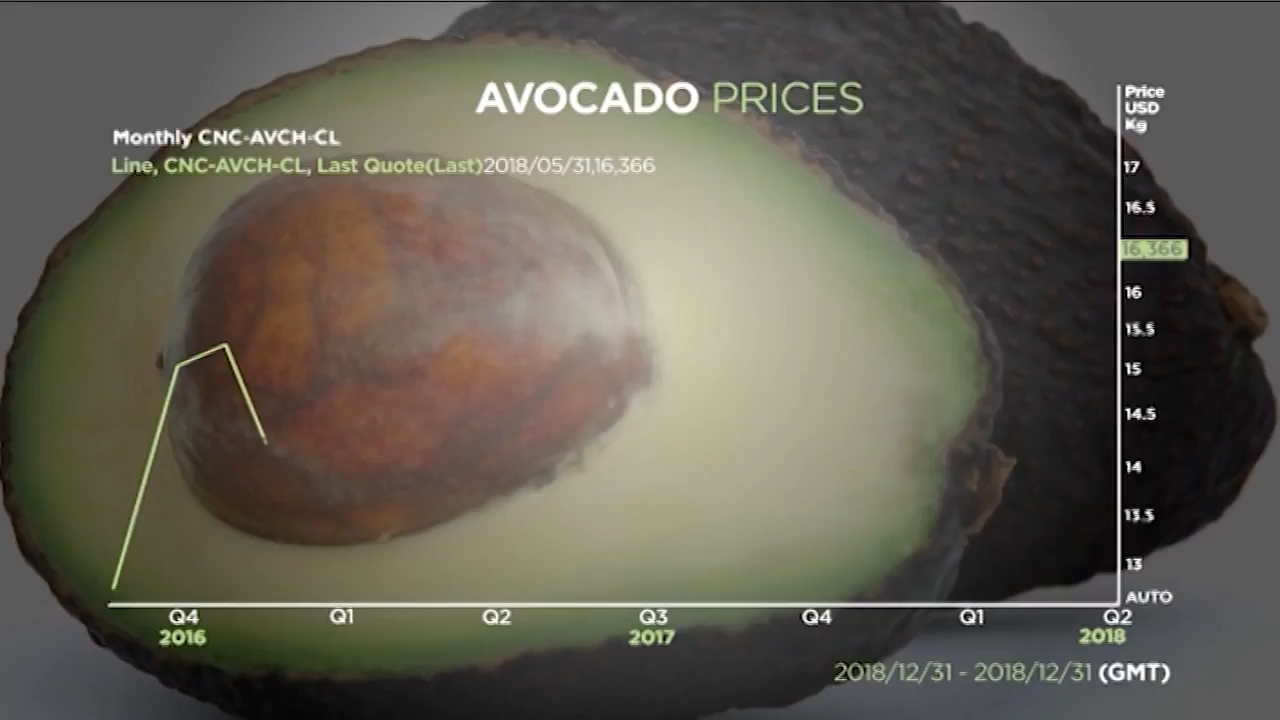 AVOCADO PRICES
Monthly CNC-AVCH-CL
Line, CNC-AVCH-CL, Last Quote(Last)2018/05/31,16,366
Price
USD
Kg
17
16.5
16,366
16
15.5
15
14.5
14
13.5
13
AUTO
Q4 Q1 Q2 Q3 Q4 Q1 Q2
2016 2017 2018
2018/12/31 - 2018/12/31 (GMT)